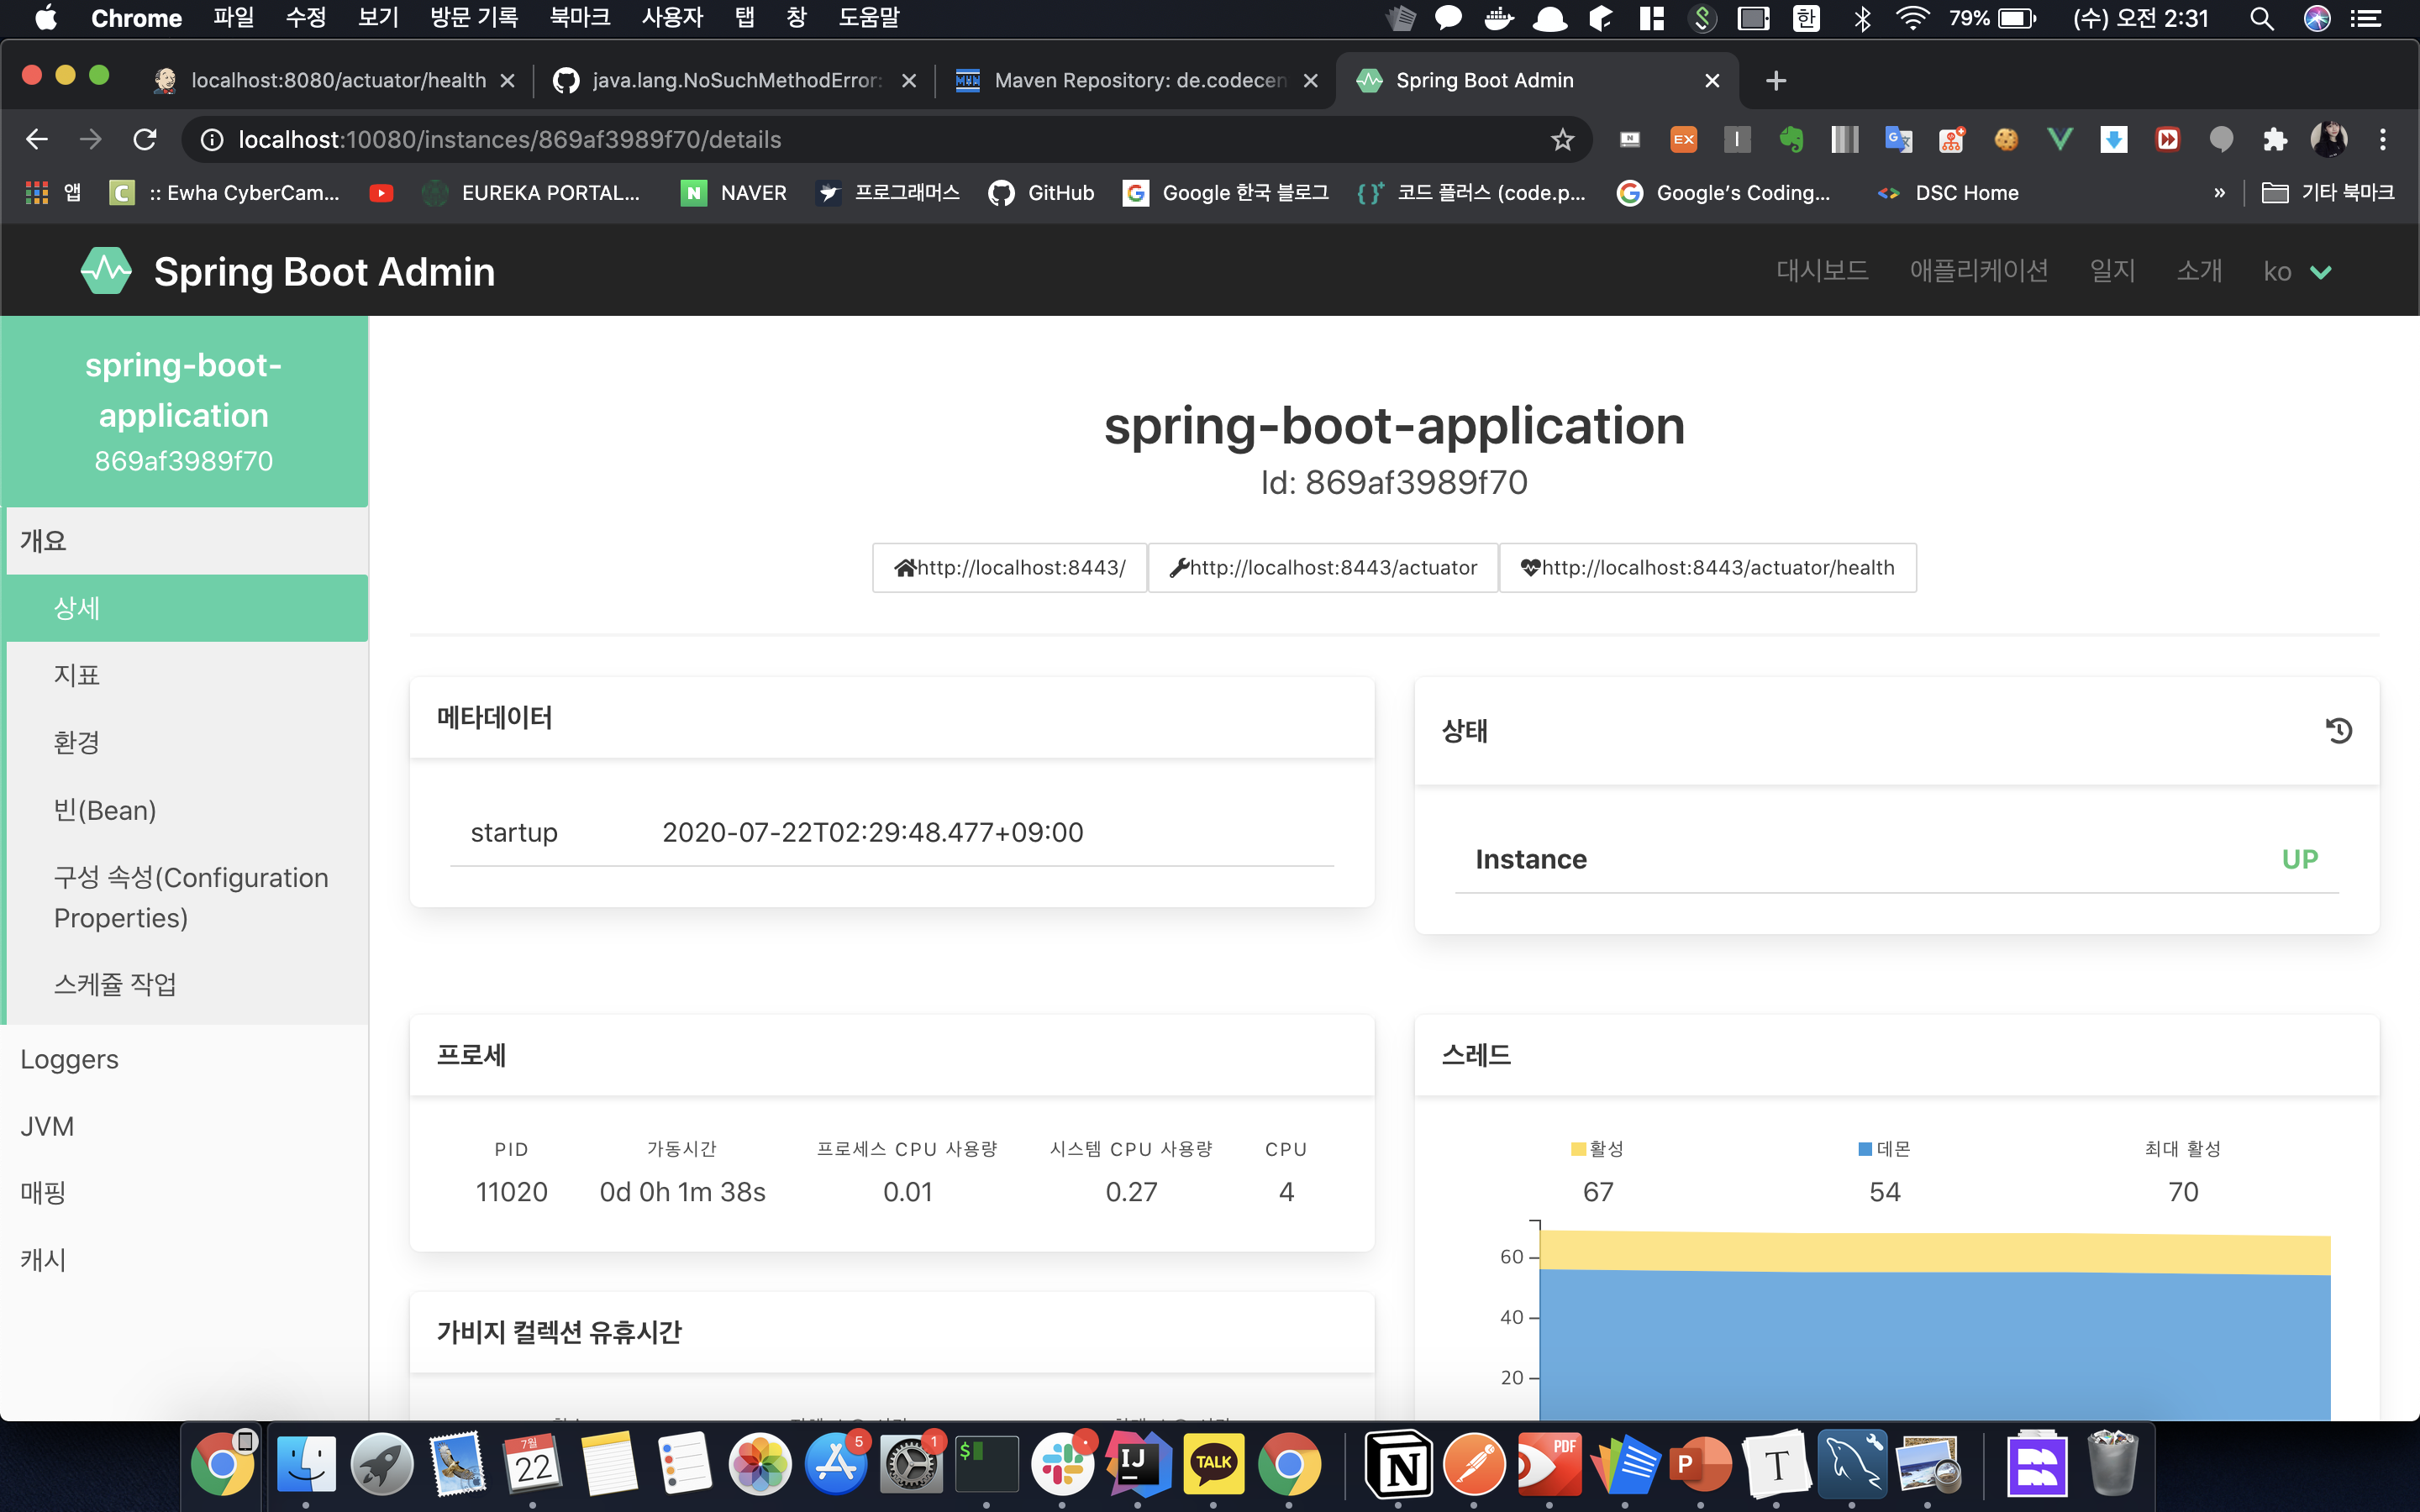 Chrome 파일 수정 보기 방문 기록 북마크 사용자 탭 창 도움말 한 79% (수) 오전 2:31
localhost:8080/actuator/health java.lang.NoSuchMethodError: Maven Repository: de.codecen Spring Boot Admin
localhost:10080/instances/869af3989f70/details
앱 :: Ewha CyberCam... EUREKA PORTAL... NAVER 프로그래머스 GitHub Google 한국 블로그 코드 플러스 (code.p... Google’s Coding... DSC Home » 기타 북마크
Spring Boot Admin 대시보드 애플리케이션 일지 소개 ko
spring-boot-
application
869af3989f70
개요
상세
지표
환경
빈(Bean)
구성 속성(Configuration
Properties)
스케쥴 작업
Loggers
JVM
매핑
캐시
spring-boot-application
Id: 869af3989f70
http://localhost:8443/ http://localhost:8443/actuator http://localhost:8443/actuator/health
메타데이터
startup 2020-07-22T02:29:48.477+09:00
상태
Instance UP
프로세
PID 가동시간 프로세스 CPU 사용량 시스템 CPU 사용량 CPU
11020 0d 0h 1m 38s 0.01 0.27 4
스레드
활성 데몬 최대 활성
67 54 70
60
40
20
가비지 컬렉션 유휴시간
5 1
7월
22
$
IJ
TALK
N
PDF
P
T